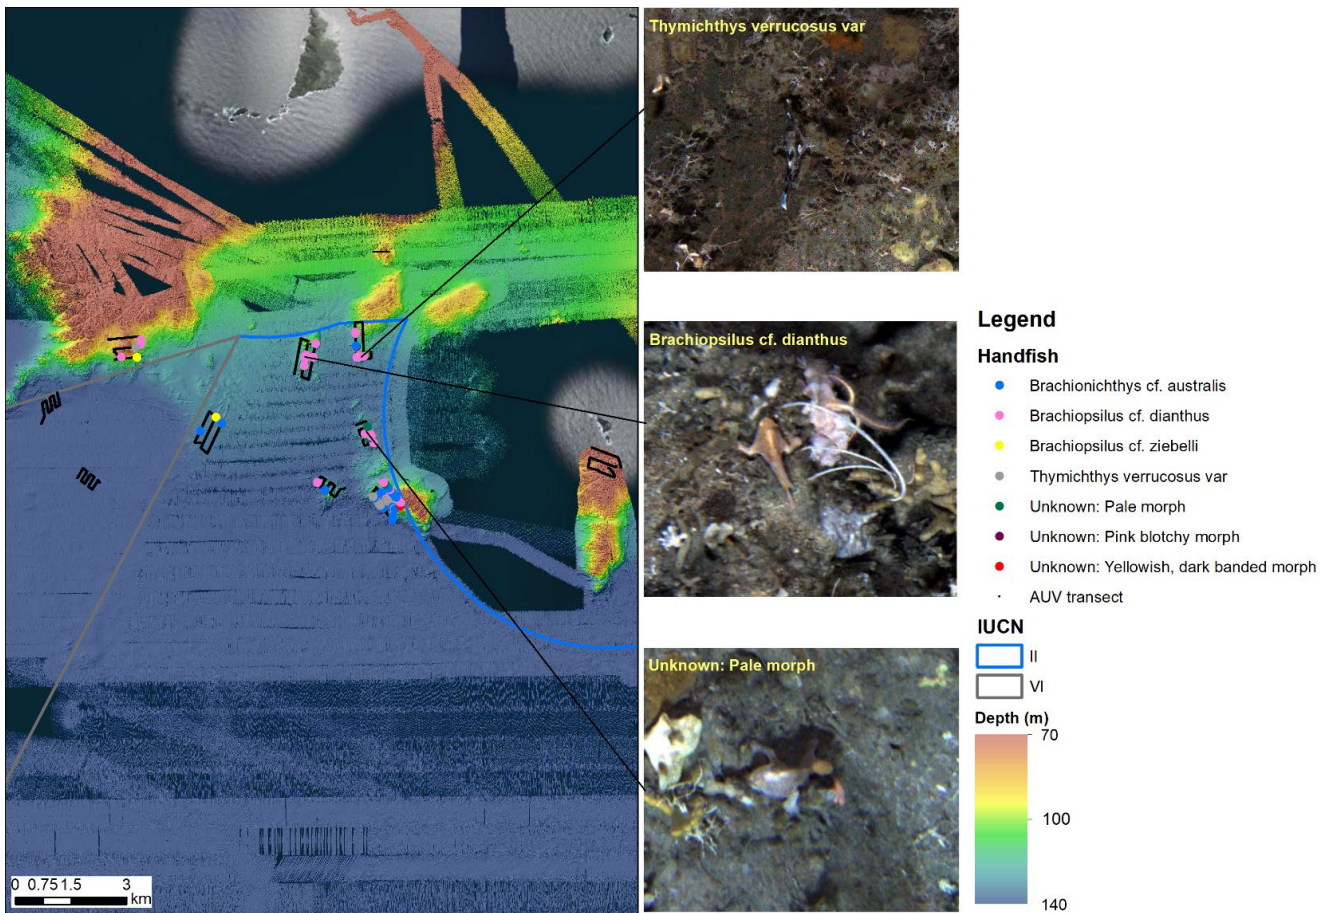 Thymichthys verrucosus var
Brachiopsilus cf. dianthus
Unknown: Pale morph
Legend
Handfish
Brachionichthys cf. australis
Brachiopsilus cf. dianthus
Brachiopsilus cf. ziebelli
Thymichthys verrucosus var
Unknown: Pale morph
Unknown: Pink blotchy morph
Unknown: Yellowish, dark banded morph
AUV transect
IUCN
II
VI
Depth (m)
70
100
140
0 0.75 1.5 3
km